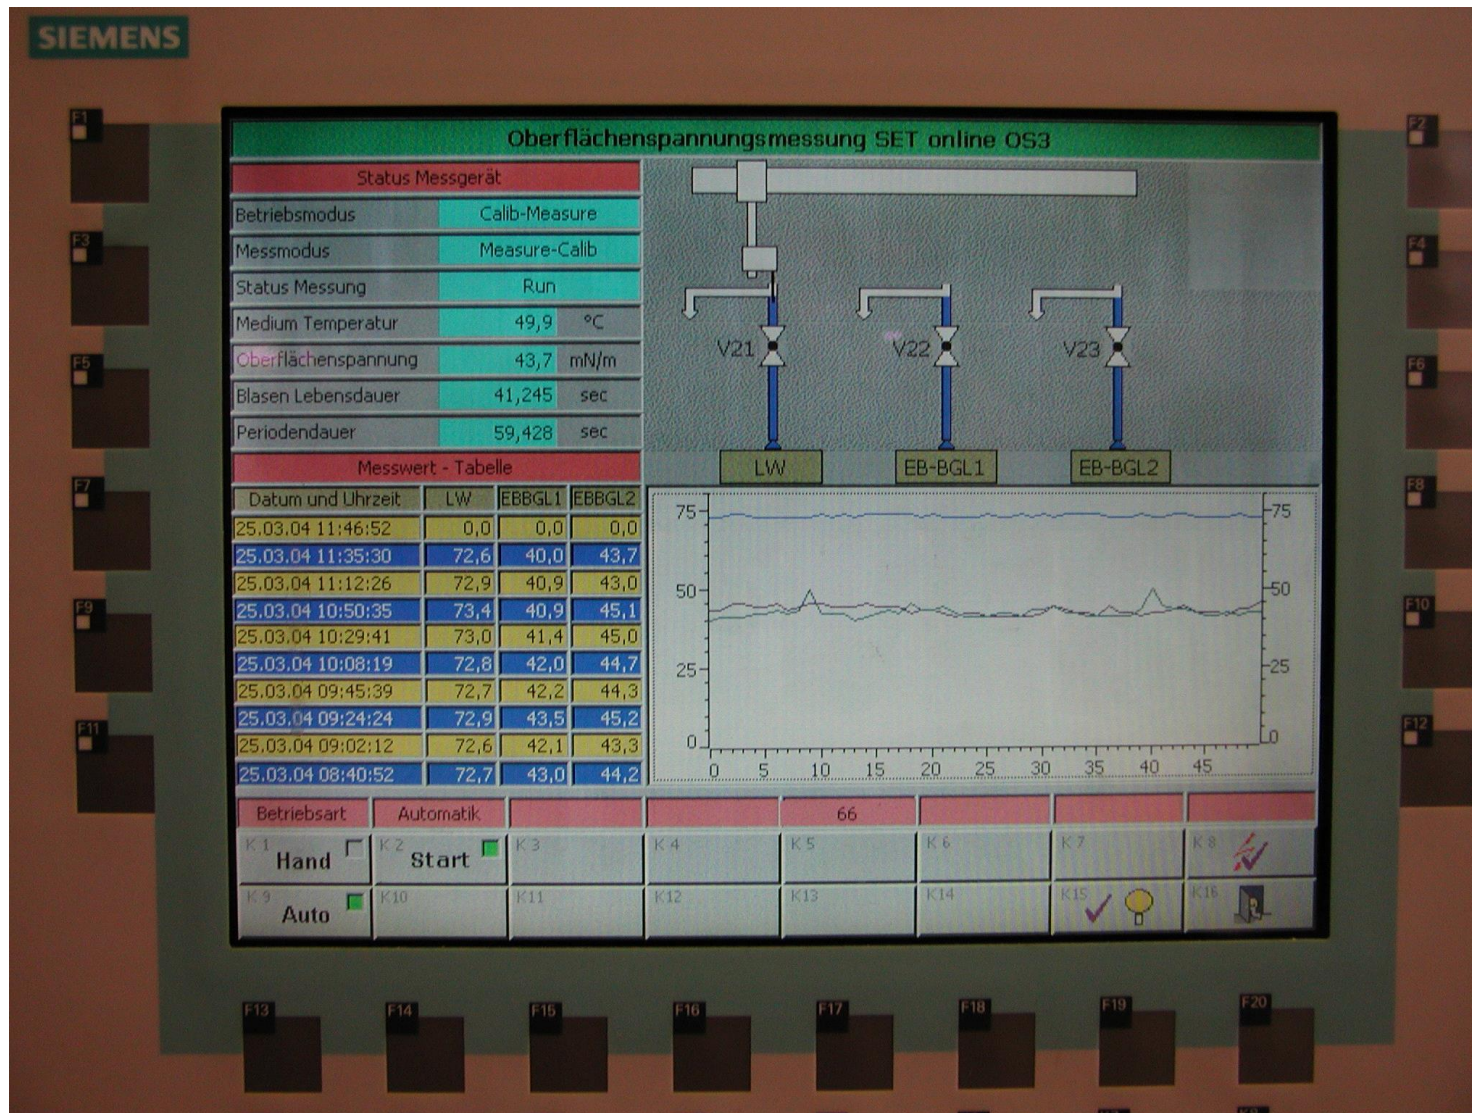 SIEMENS
F1
F2
F3
F4
F5
F6
F7
F8
F9
F10
F11
F12
Oberflächenspannungsmessung SET online OS3
Status Messgerät
Betriebsmodus Calib-Measure
Messmodus Measure-Calib
Status Messung Run
Medium Temperatur 49,9 °C
Oberflächenspannung 43,7 mN/m
Blasen Lebensdauer 41,245 sec
Periodendauer 59,428 sec
V21 V22 V23
LW EB-BGL1 EB-BGL2
Messwert - Tabelle
Datum und Uhrzeit LW EBBGL1 EBBGL2
25.03.04 11:46:52 0,0 0,0 0,0
25.03.04 11:35:30 72,6 40,0 43,7
25.03.04 11:12:26 72,9 40,9 43,0
25.03.04 10:50:35 73,4 40,9 45,1
25.03.04 10:29:41 73,0 41,4 45,0
25.03.04 10:08:19 72,8 42,0 44,7
25.03.04 09:45:39 72,7 42,2 44,3
25.03.04 09:24:24 72,9 43,5 45,2
25.03.04 09:02:12 72,6 42,1 43,3
25.03.04 08:40:52 72,7 43,0 44,2
75 75
50 50
25 25
0 0
0 5 10 15 20 25 30 35 40 45
Betriebsart Automatik 66
K 1 Hand K 2 Start K 3 K 4 K 5 K 6 K 7 K 8
K 9 Auto K10 K11 K12 K13 K14 K15 K16
F13 F14 F15 F16 F17 F18 F19 F20